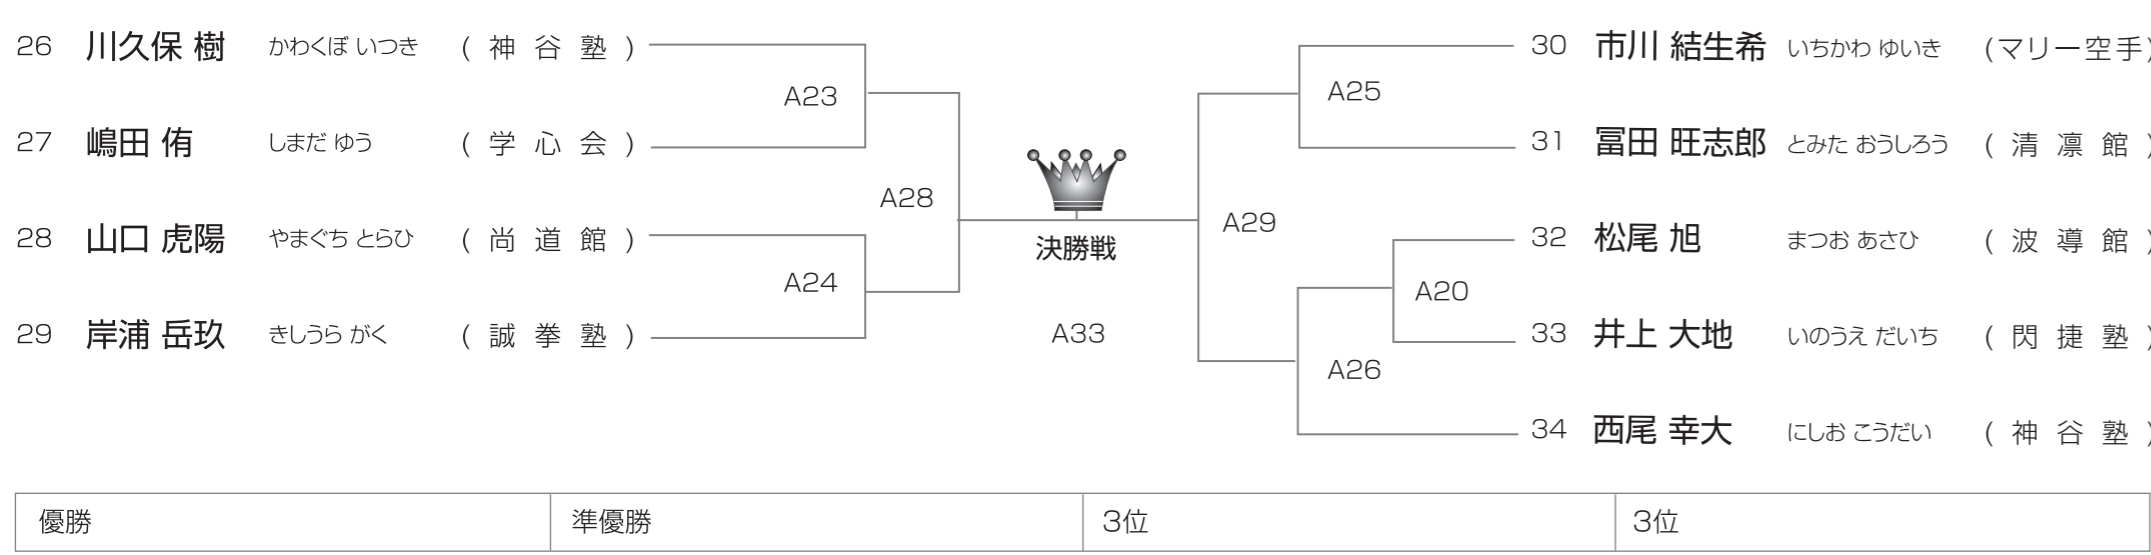 26 川久保 樹 かわくぼ いつき (神谷塾)
A23
27 嶋田 侑 しまだ ゆう (学心会)
A28
28 山口 虎陽 やまぐち とらひ (尚道館)
A24
29 岸浦 岳玖 きしうら がく (誠拳塾)
決勝戦
A33
30 市川 結生希 いちかわ ゆいき (マリー空手)
A25
31 冨田 旺志郎 とみた おうしろう (清凛館)
A29
32 松尾 旭 まつお あさひ (波導館)
A20
33 井上 大地 いのうえ だいち (閃捷塾)
A26
34 西尾 幸大 にしお こうだい (神谷塾)
優勝 準優勝 3位 3位